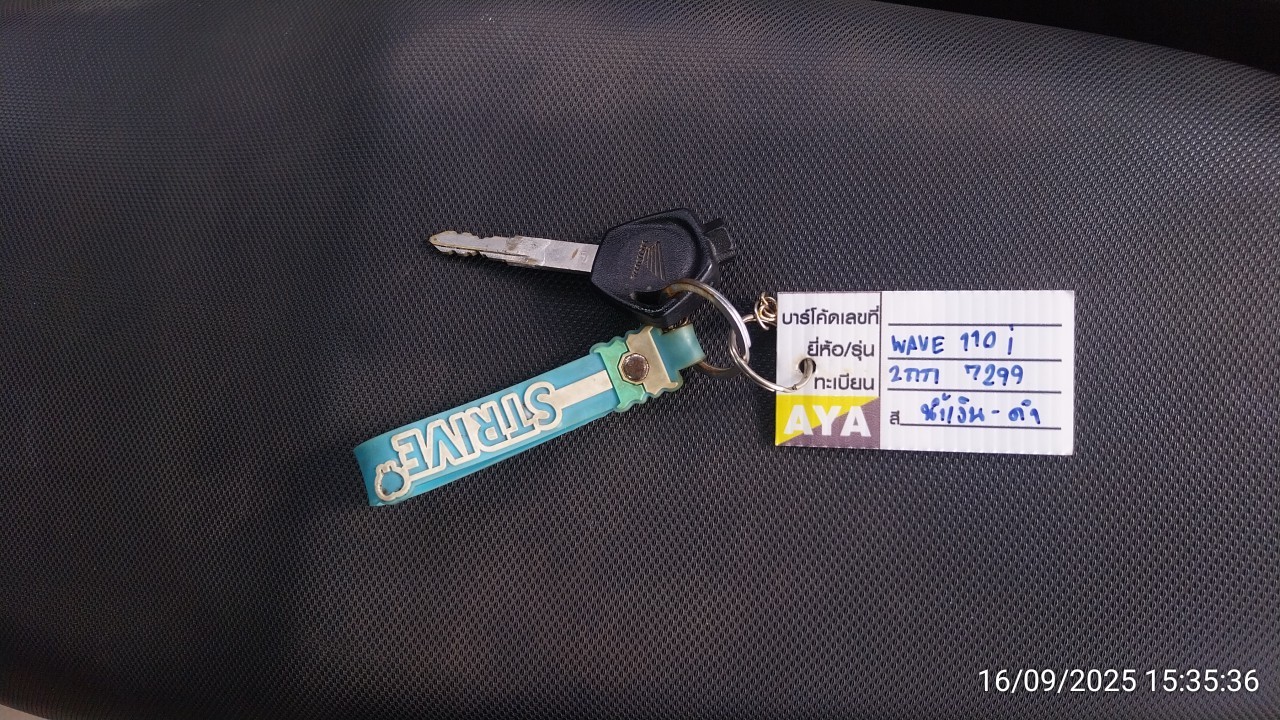 บาร์โค้ดเลขที่
ยี่ห้อ/รุ่น WAVE 110 i
ทะเบียน 2กก 7299
AYA
สี น้ำเงิน - ดำ
STRIVE
16/09/2025 15:35:36